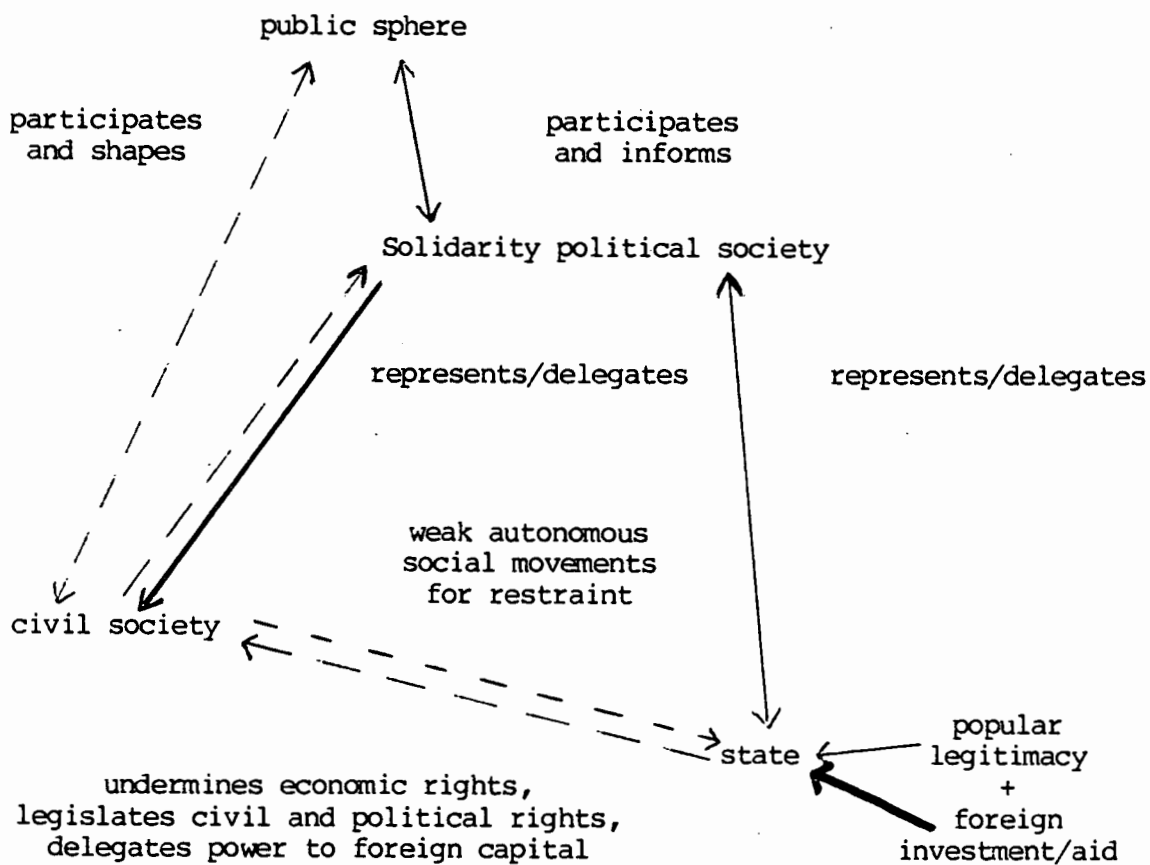 public sphere
participates
and shapes
participates
and informs
Solidarity political society
represents/delegates
represents/delegates
weak autonomous
social movements
for restraint
civil society
state
popular
legitimacy
+
foreign
investment/aid
undermines economic rights,
legislates civil and political rights,
delegates power to foreign capital